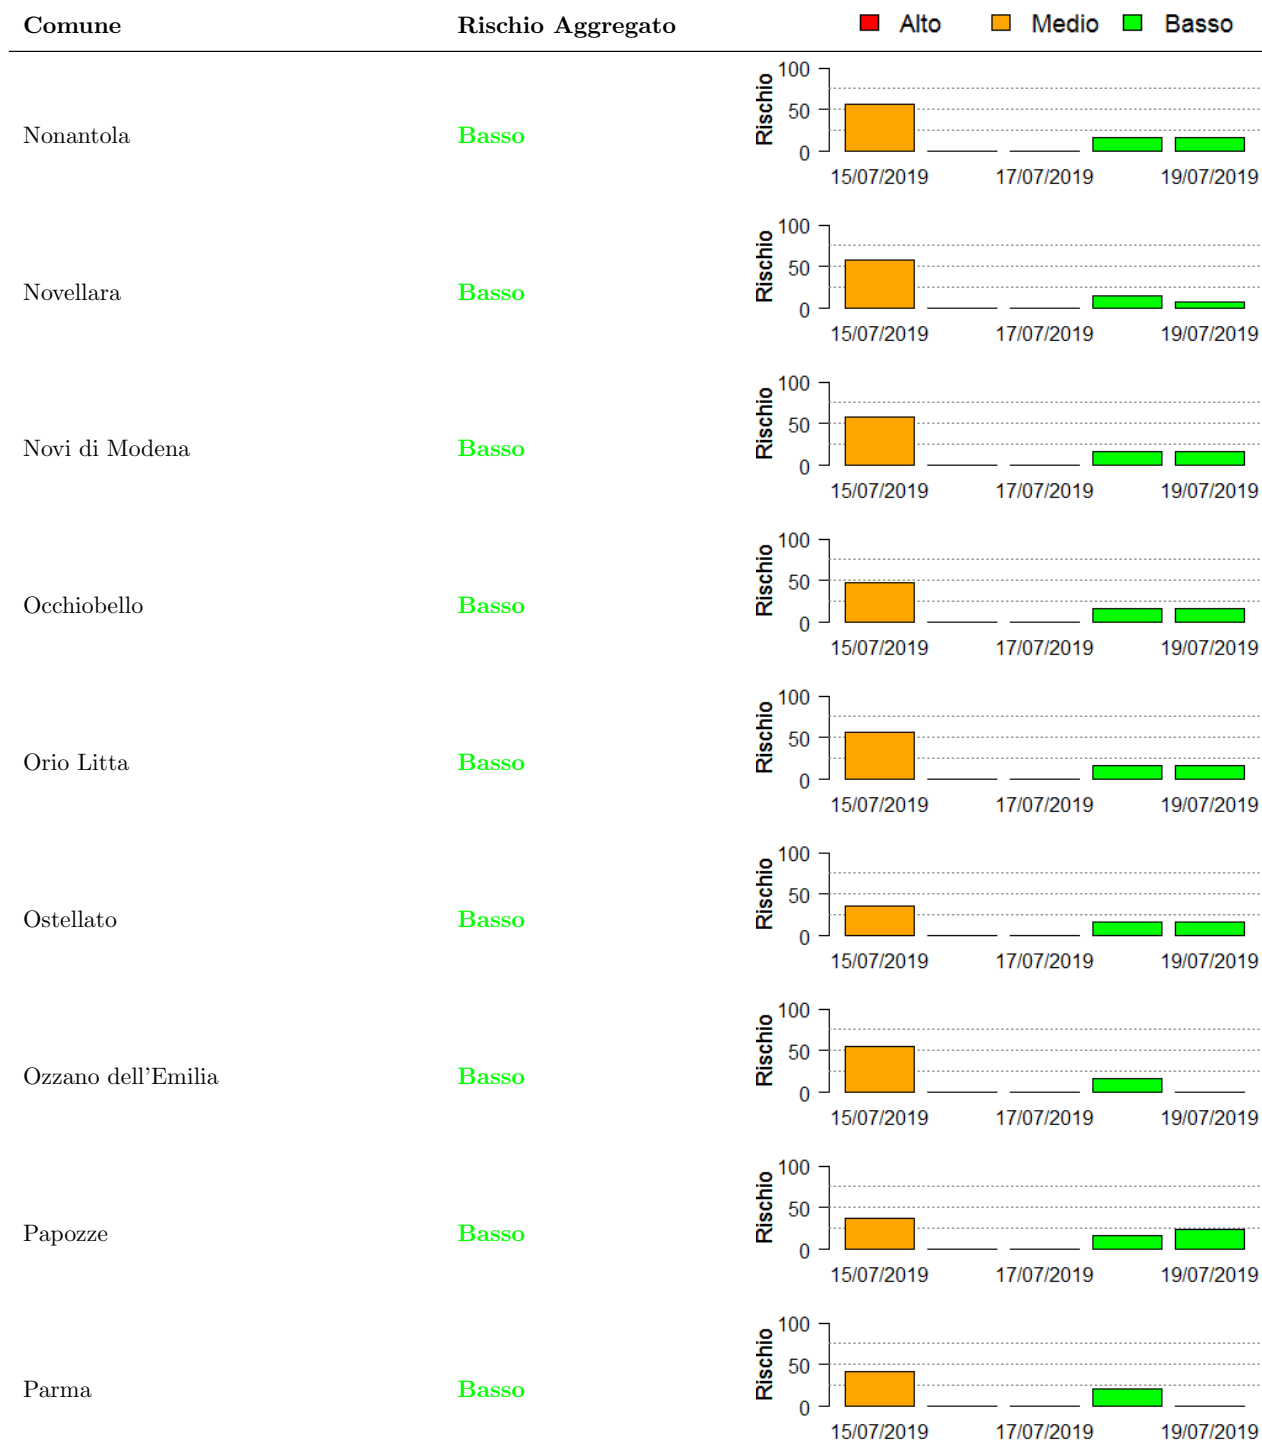 Comune Rischio Aggregato Alto Medio Basso
100
50
0
Rischio
Nonantola Basso
15/07/2019 17/07/2019 19/07/2019
100
50
0
Rischio
Novellara Basso
15/07/2019 17/07/2019 19/07/2019
100
50
0
Rischio
Novi di Modena Basso
15/07/2019 17/07/2019 19/07/2019
100
50
0
Rischio
Occhiobello Basso
15/07/2019 17/07/2019 19/07/2019
100
50
0
Rischio
Orio Litta Basso
15/07/2019 17/07/2019 19/07/2019
100
50
0
Rischio
Ostellato Basso
15/07/2019 17/07/2019 19/07/2019
100
50
0
Rischio
Ozzano dell'Emilia Basso
15/07/2019 17/07/2019 19/07/2019
100
50
0
Rischio
Papozze Basso
15/07/2019 17/07/2019 19/07/2019
100
50
0
Rischio
Parma Basso
15/07/2019 17/07/2019 19/07/2019